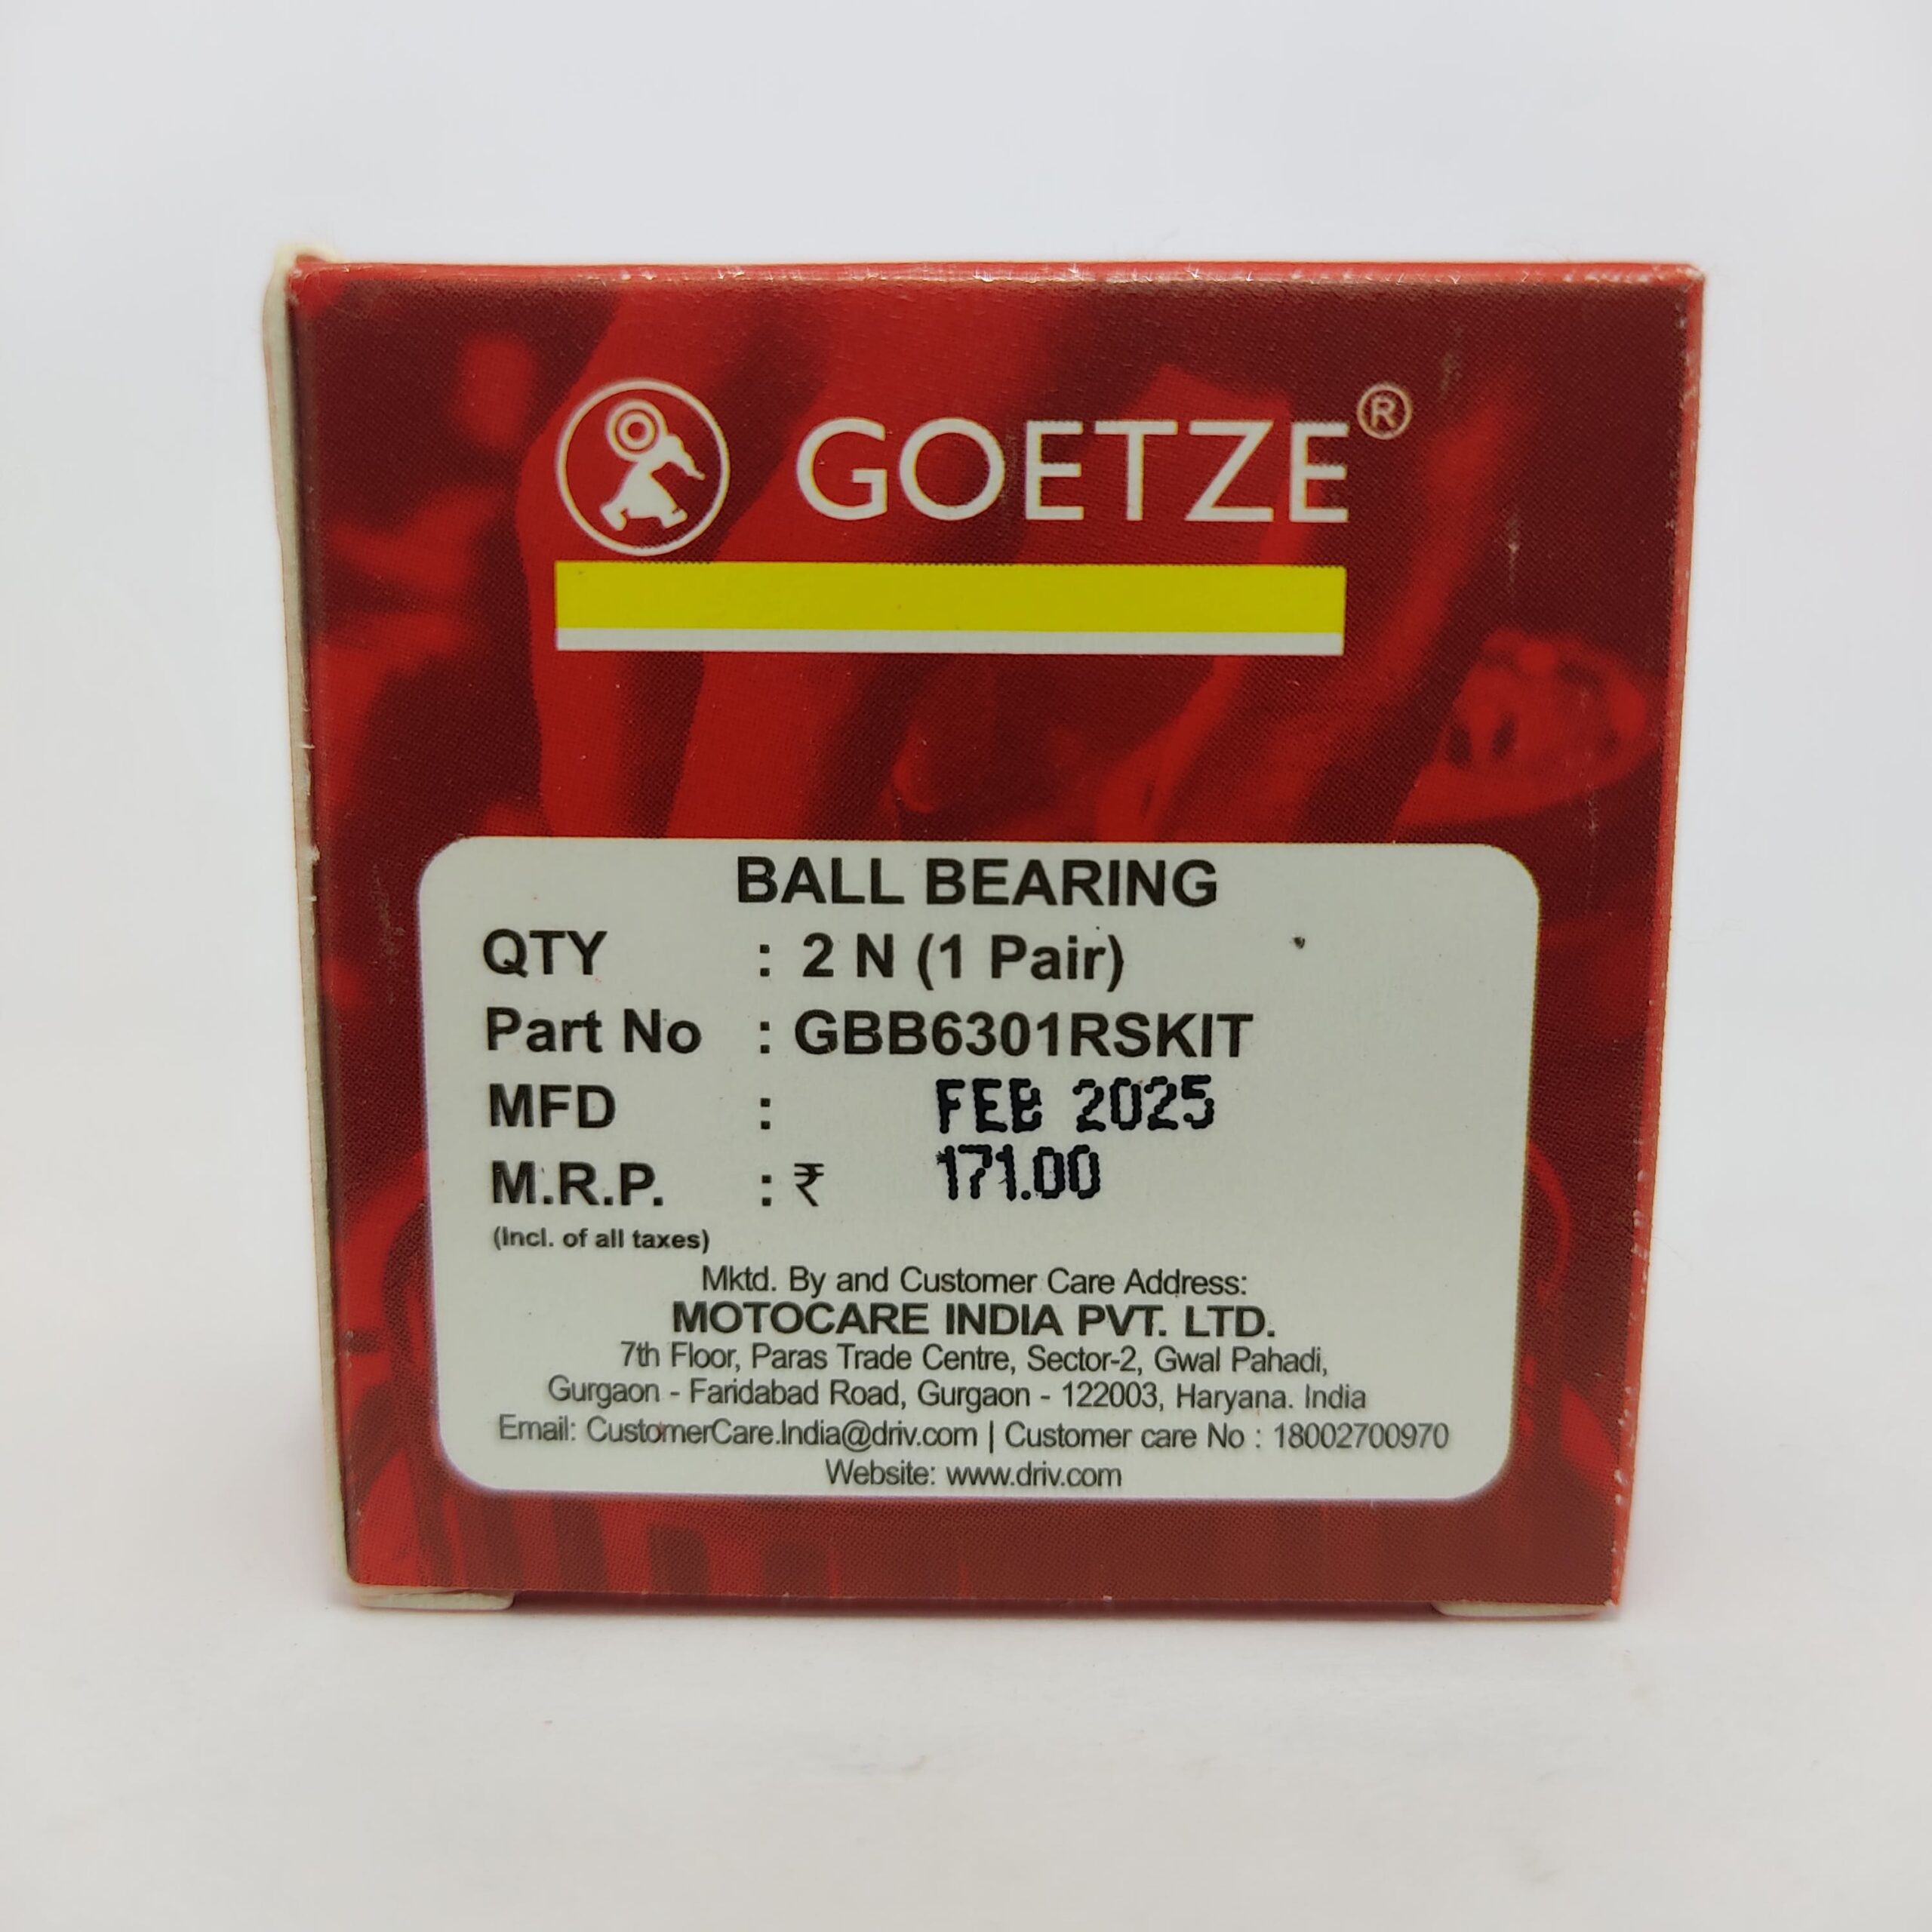 GOETZE®
BALL BEARING
QTY : 2 N (1 Pair)
Part No : GBB6301RSKIT
MFD : FEB 2025
M.R.P. : ₹ 171.00
(Incl. of all taxes)
Mktd. By and Customer Care Address:
MOTOCARE INDIA PVT. LTD.
7th Floor, Paras Trade Centre, Sector-2, Gwal Pahadi,
Gurgaon - Faridabad Road, Gurgaon - 122003, Haryana. India
Email: CustomerCare.India@driv.com | Customer care No : 18002700970
Website: www.driv.com